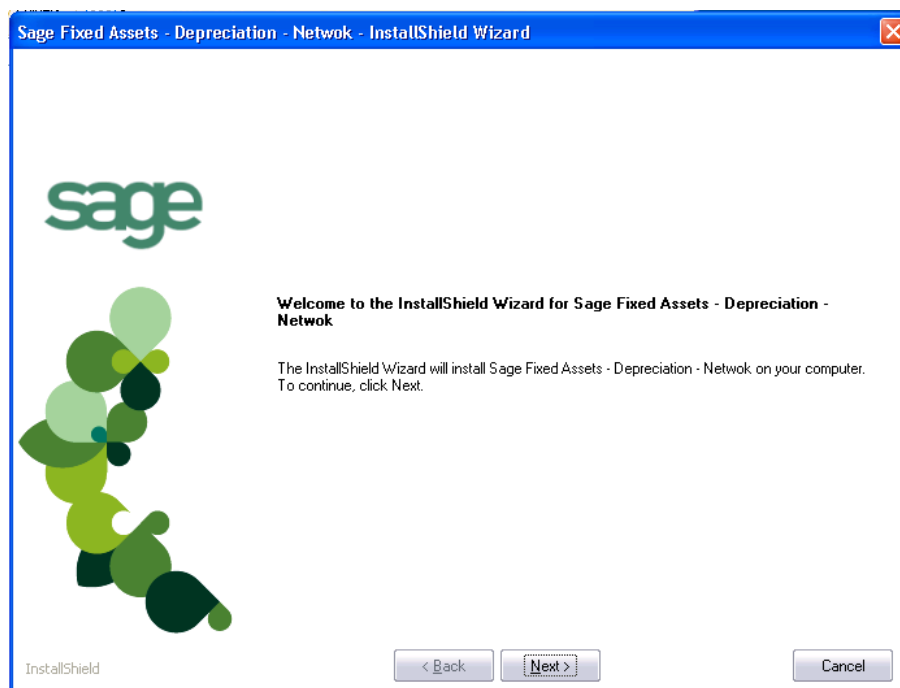 Sage Fixed Assets - Depreciation - Netwok - InstallShield Wizard
sage
Welcome to the InstallShield Wizard for Sage Fixed Assets - Depreciation -
Netwok
The InstallShield Wizard will install Sage Fixed Assets - Depreciation - Netwok on your computer.
To continue, click Next.
InstallShield
< Back
Next >
Cancel